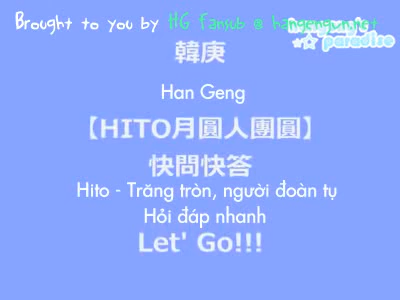 Brought to you by HG Fansub @ hangengvn.net
paradise
韓庚
Han Geng
【HITO月圓人團圓】
快問快答
Hito - Trăng tròn, người đoàn tụ
Hỏi đáp nhanh
Let' Go!!!